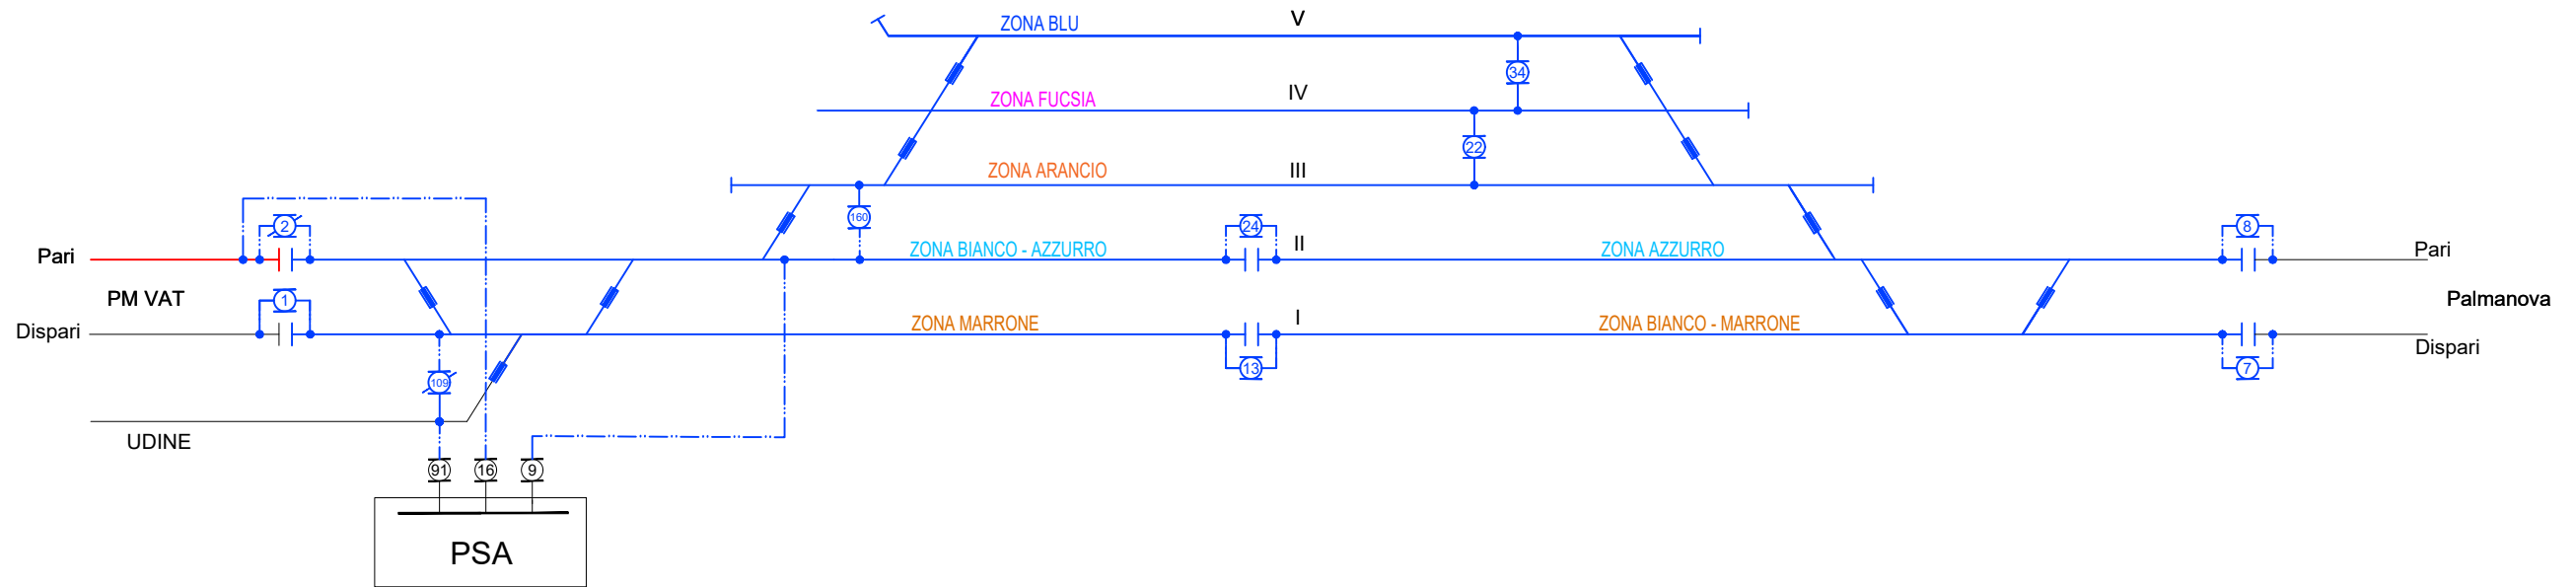 ZONA BLU V
34
ZONA FUCSIA IV
22
ZONA ARANCIO III
160
2 24 8
Pari ZONA BIANCO - AZZURRO II ZONA AZZURRO Pari
PM VAT 1 Palmanova
Dispari ZONA MARRONE I ZONA BIANCO - MARRONE Dispari
13 7
109
UDINE
91 16 9
PSA